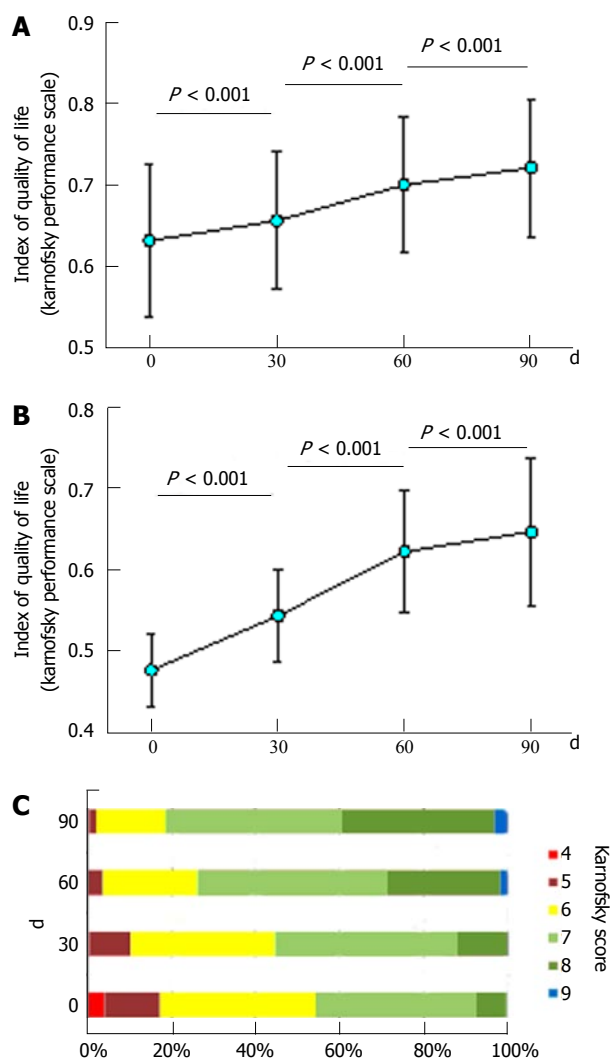 A
0.9
0.8
0.7
0.6
0.5
Index of quality of life
(karnofsky performance scale)
P < 0.001
P < 0.001
P < 0.001
0
30
60
90
d
B
0.8
0.7
0.6
0.5
0.4
Index of quality of life
(karnofsky performance scale)
P < 0.001
P < 0.001
P < 0.001
0
30
60
90
d
C
90
60
30
0
d
0%
20%
40%
60%
80%
100%
4
5
6
7
8
9
Karnofsky score